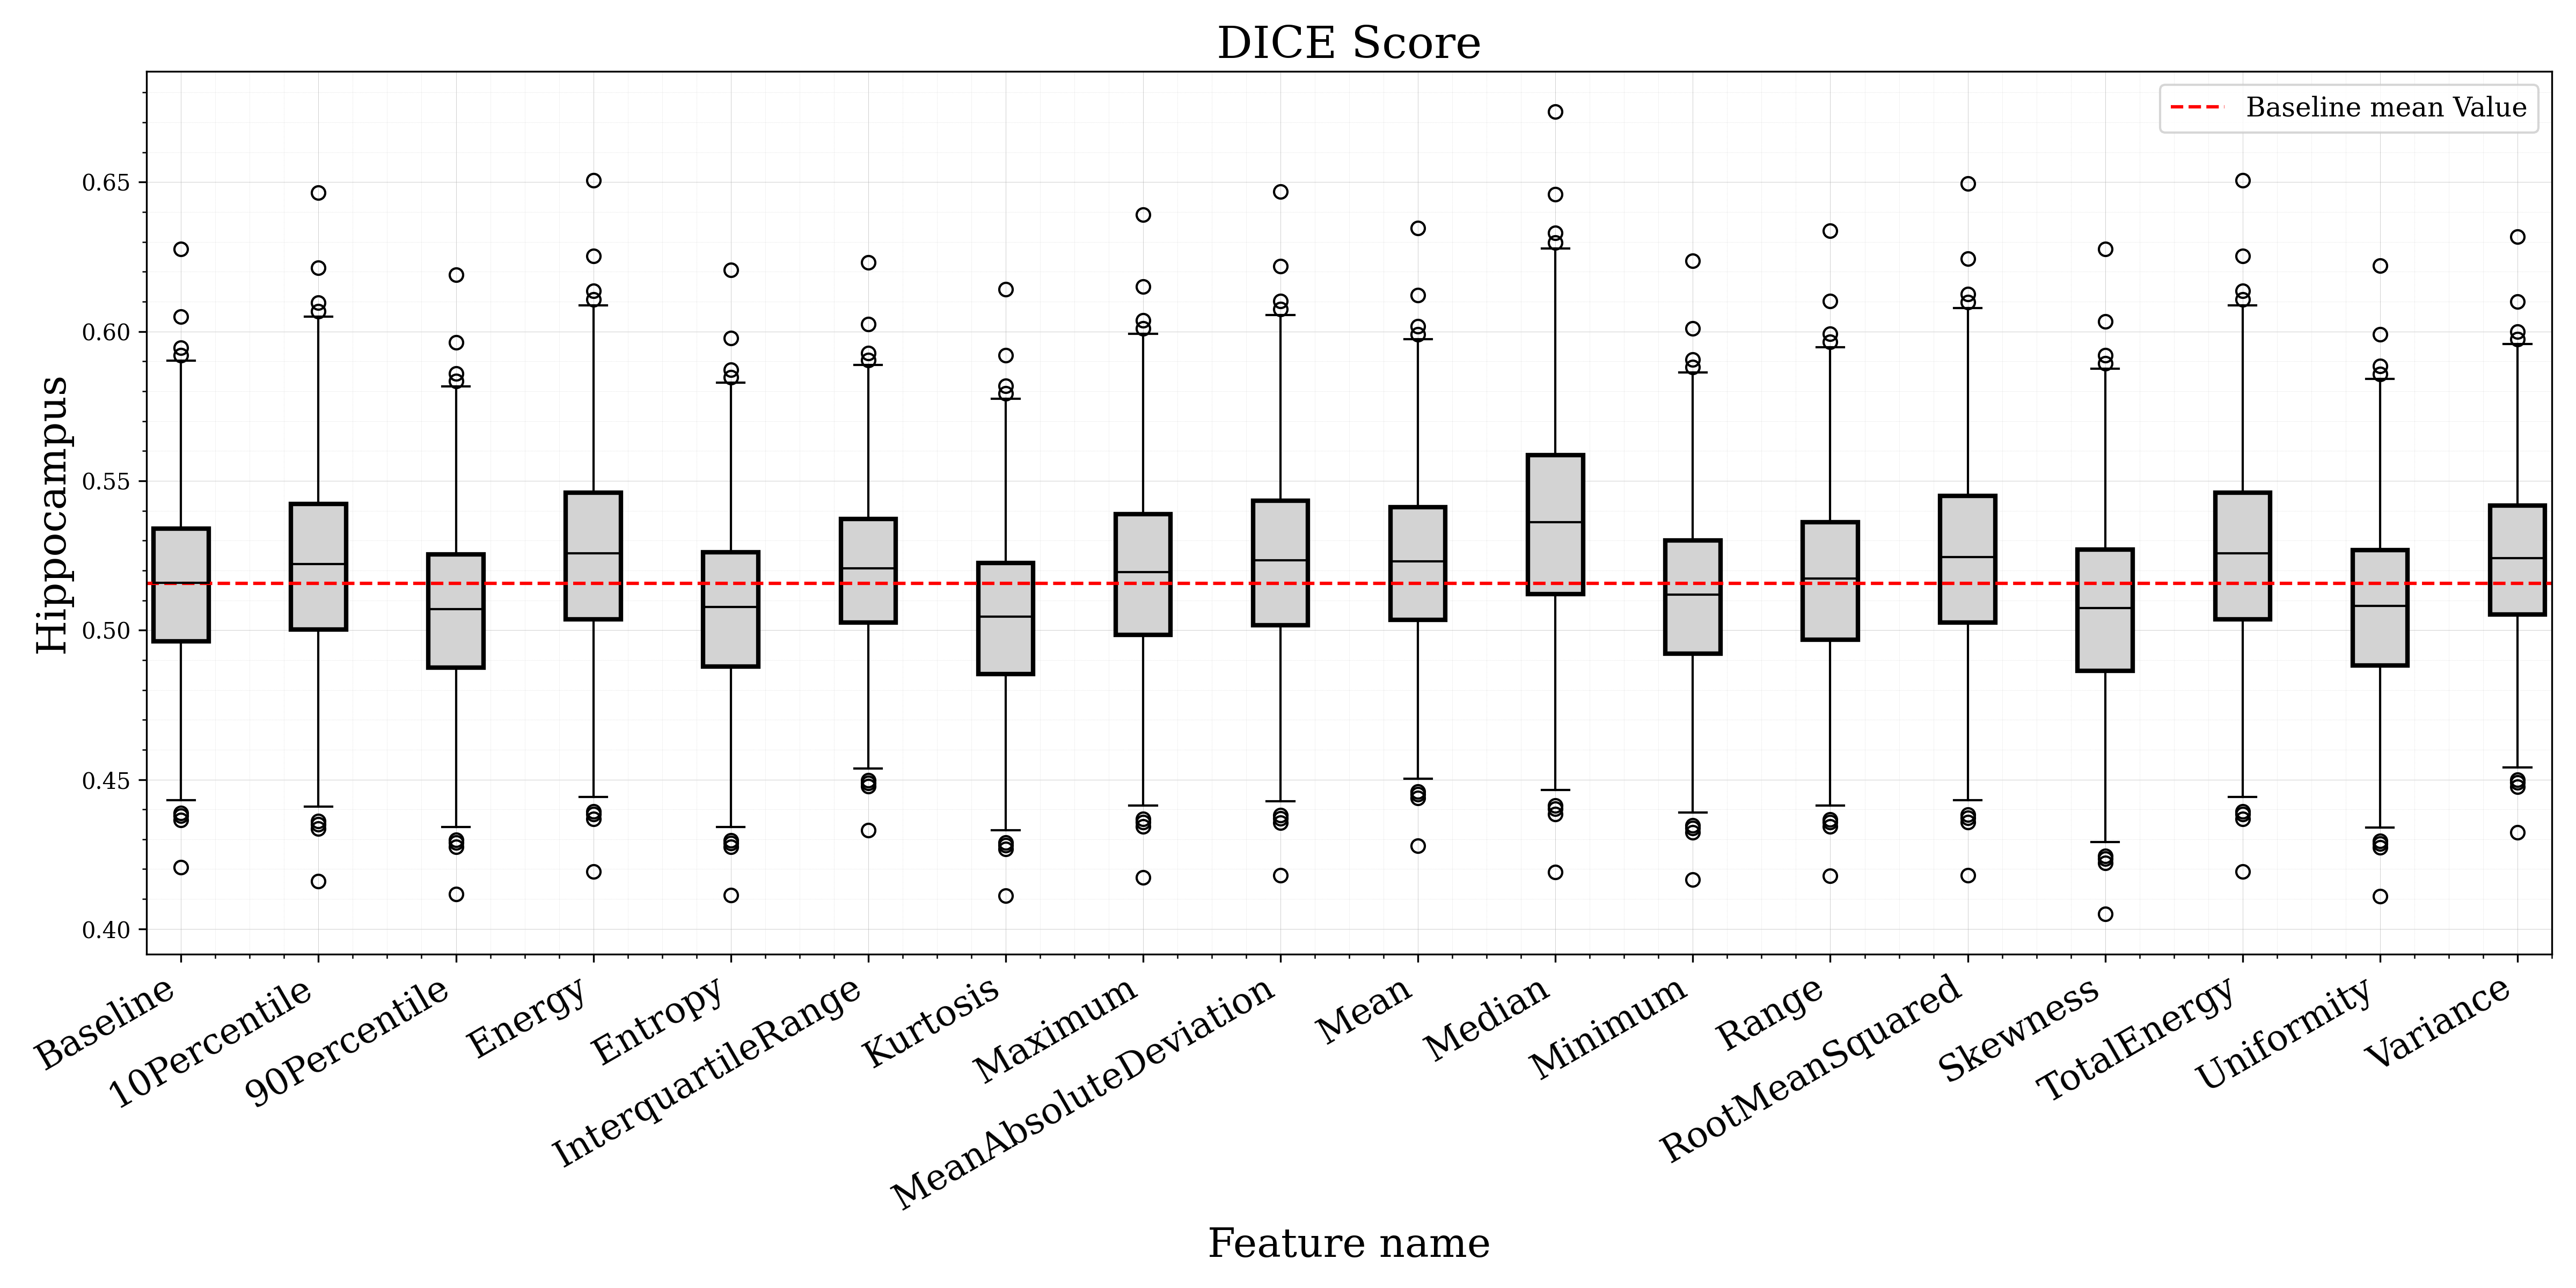 DICE Score
Baseline mean Value
Hippocampus
0.65
0.60
0.55
0.50
0.45
0.40
Baseline
10Percentile
90Percentile
Energy
Entropy
InterquartileRange
Kurtosis
Maximum
MeanAbsoluteDeviation
Mean
Median
Minimum
Range
RootMeanSquared
Skewness
TotalEnergy
Uniformity
Variance
Feature name